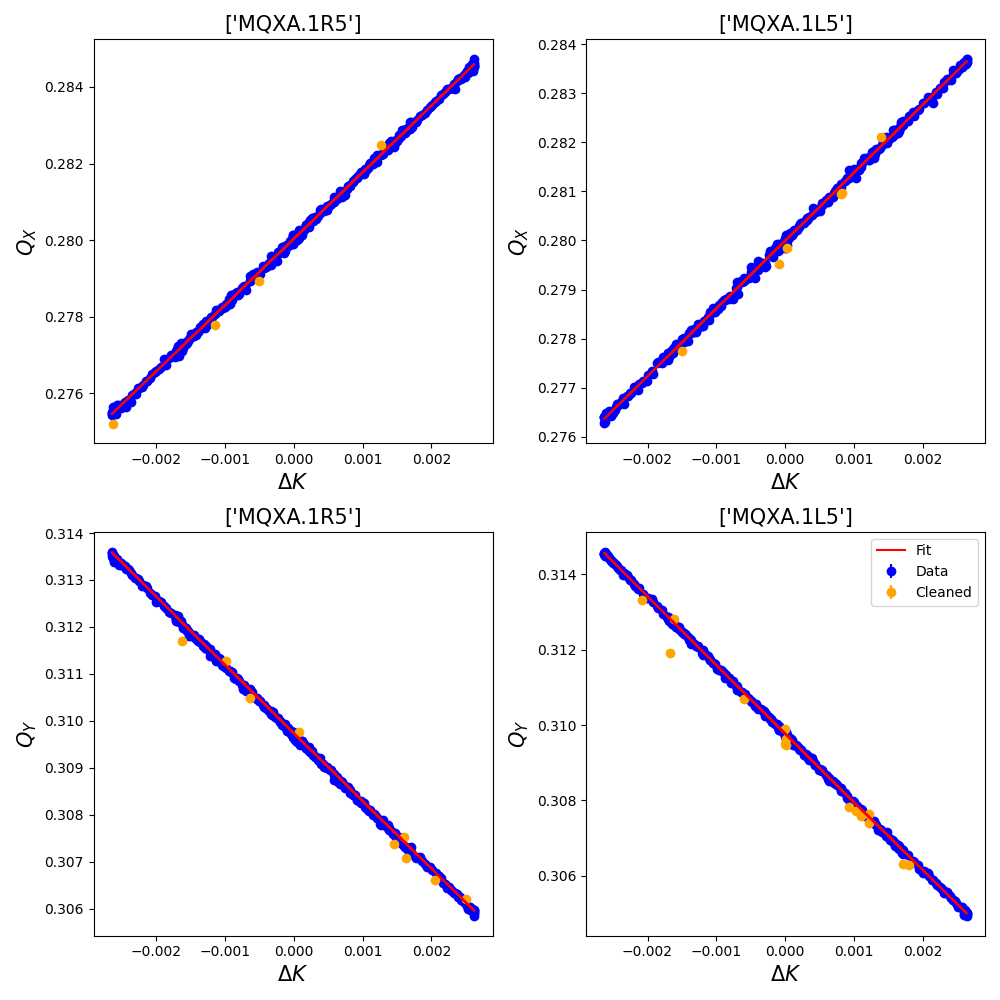 ['MQXA.1R5']
0.284
0.282
0.280
0.278
0.276
Q_X
−0.002 −0.001 0.000 0.001 0.002
ΔK
['MQXA.1L5']
0.284
0.283
0.282
0.281
0.280
0.279
0.278
0.277
0.276
Q_X
−0.002 −0.001 0.000 0.001 0.002
ΔK
['MQXA.1R5']
0.314
0.313
0.312
0.311
0.310
0.309
0.308
0.307
0.306
Q_Y
−0.002 −0.001 0.000 0.001 0.002
ΔK
['MQXA.1L5']
Fit
Data
Cleaned
0.314
0.312
0.310
0.308
0.306
Q_Y
−0.002 −0.001 0.000 0.001 0.002
ΔK